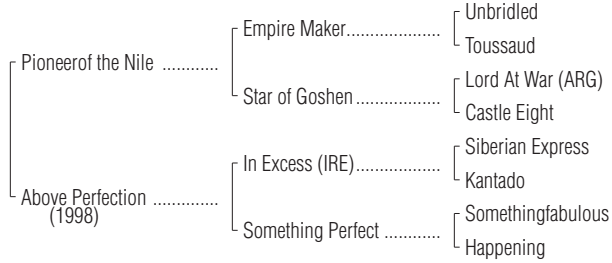 Unbridled
Empire Maker....................
Toussaud
Pioneerof the Nile ............
Lord At War (ARG)
Star of Goshen ..................
Castle Eight
Siberian Express
In Excess (IRE)..................
Kantado
Above Perfection ..............
(1998)
Somethingfabulous
Something Perfect ............
Happening